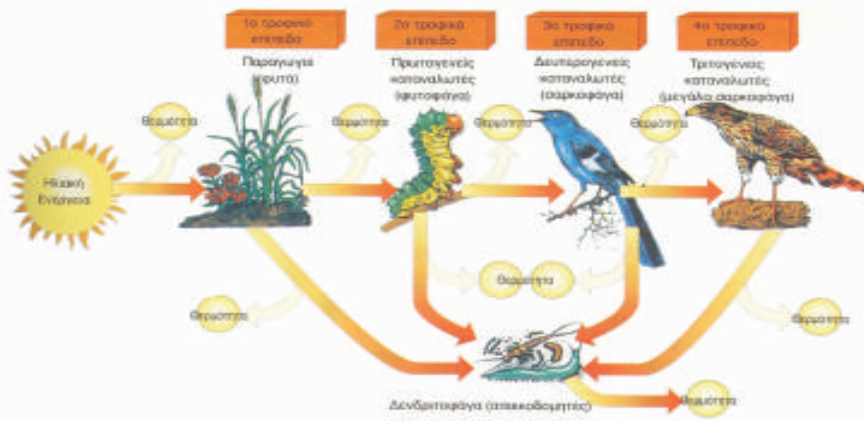 1ο τροφικό
επίπεδο
2ο τροφικό
επίπεδο
3ο τροφικό
επίπεδο
4ο τροφικό
επίπεδο
Παραγωγοί
(φυτά)
Πρωτογενείς
καταναλωτές
(φυτοφάγα)
Δευτερογενείς
καταναλωτές
(σαρκοφάγα)
Τριτογενείς
καταναλωτές
(μεγάλα σαρκοφάγα)
Θερμότητα
Θερμότητα
Θερμότητα
Θερμότητα
Ηλιακή
Ενέργεια
Θερμότητα
Θερμότητα
Θερμότητα
Θερμότητα
Δενδριτοφάγα (αποικοδομητές)